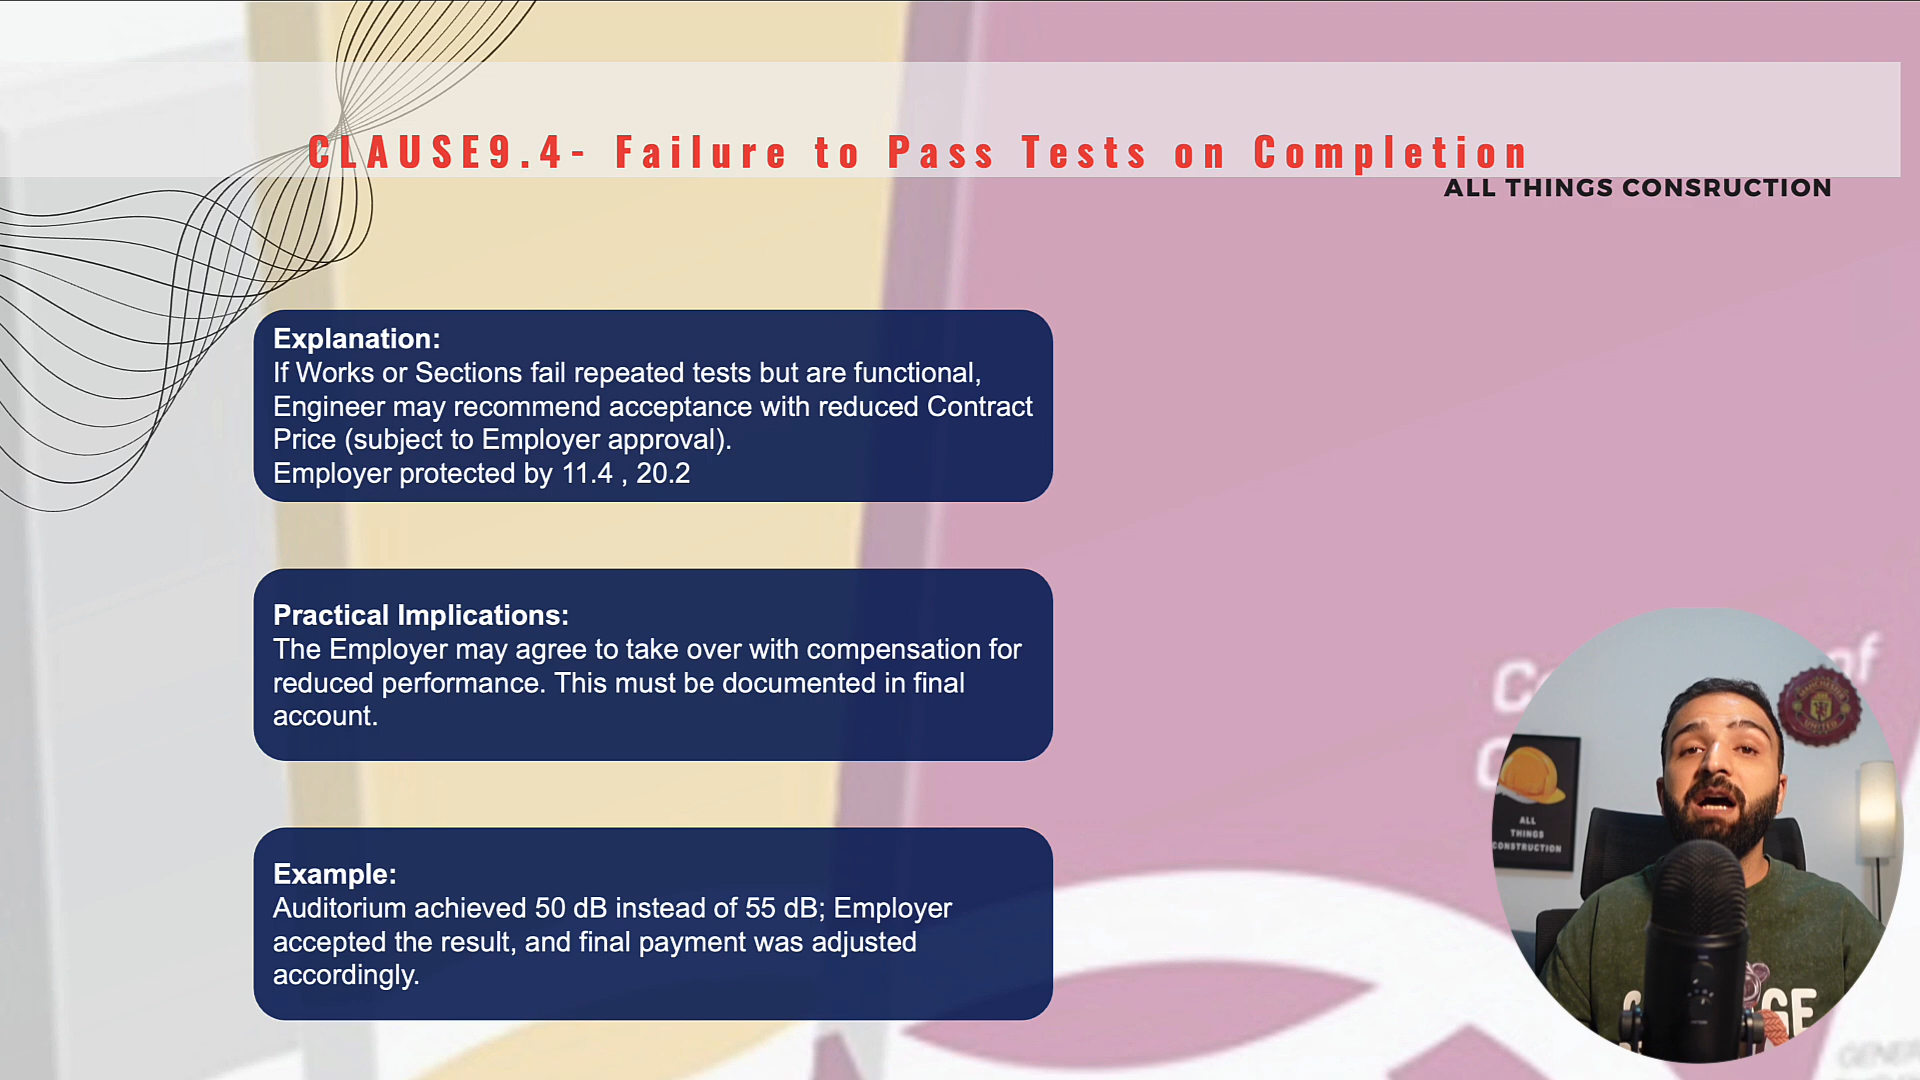 CLAUSE9.4- Failure to Pass Tests on Completion
ALL THINGS CONSRUCTION
Explanation:
If Works or Sections fail repeated tests but are functional,
Engineer may recommend acceptance with reduced Contract
Price (subject to Employer approval).
Employer protected by 11.4 , 20.2
Practical Implications:
The Employer may agree to take over with compensation for
reduced performance. This must be documented in final
account.
Example:
Auditorium achieved 50 dB instead of 55 dB; Employer
accepted the result, and final payment was adjusted
accordingly.
of
MANCHESTER
UNITED
ALL
THINGS
CONSTRUCTION